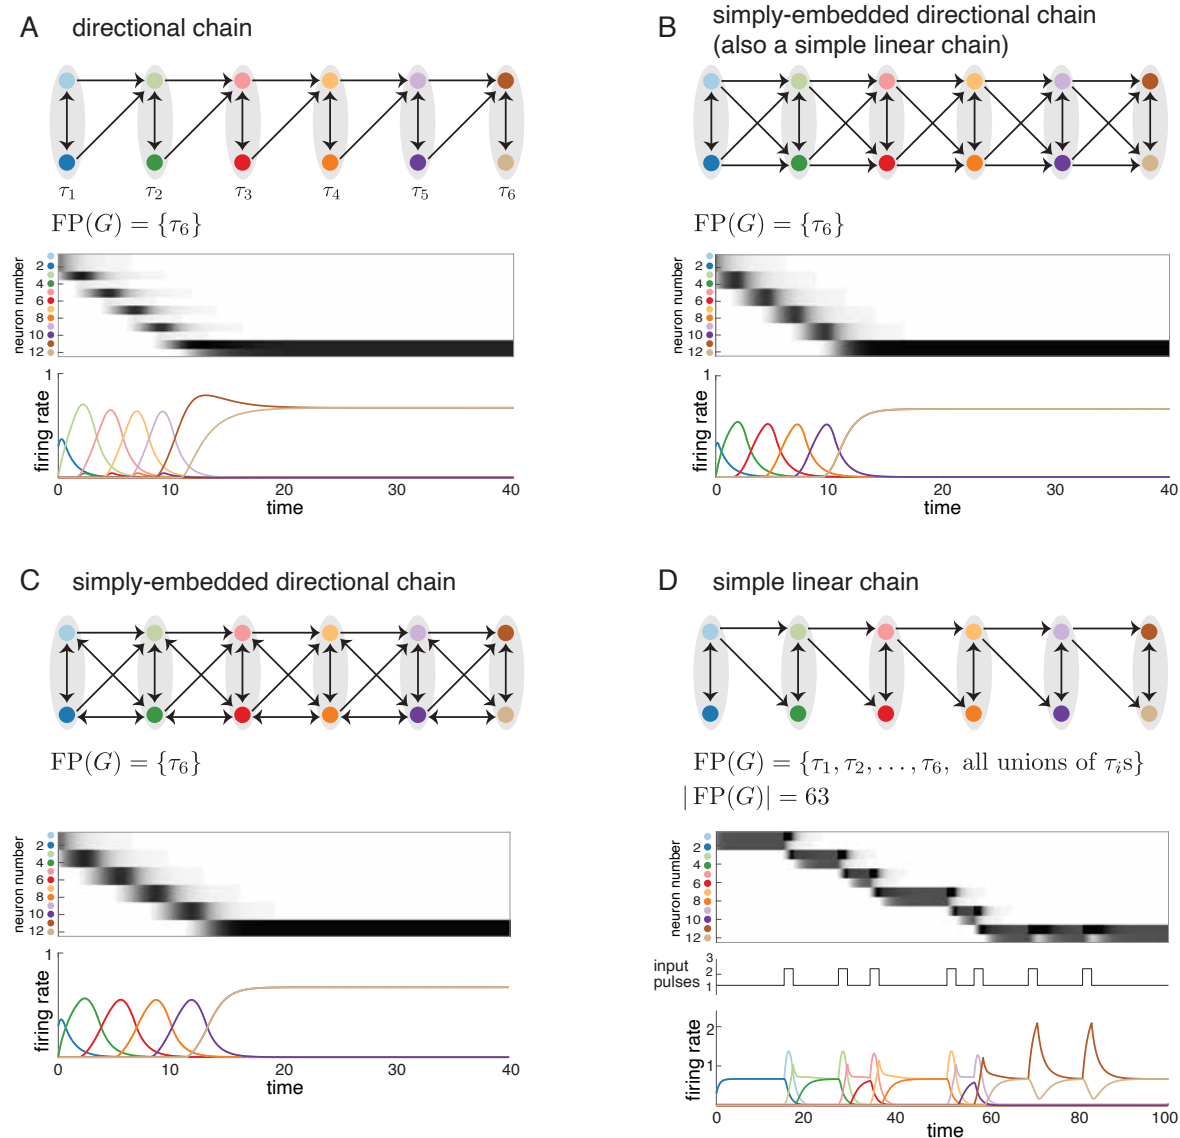 A directional chain
τ1 τ2 τ3 τ4 τ5 τ6
FP(G) = {τ6}
neuron number
2
4
6
8
10
12
firing rate
1
0
0 10 20 30 40
time
B simply-embedded directional chain
(also a simple linear chain)
FP(G) = {τ6}
neuron number
2
4
6
8
10
12
firing rate
1
0
0 10 20 30 40
time
C simply-embedded directional chain
FP(G) = {τ6}
neuron number
2
4
6
8
10
12
firing rate
1
0
0 10 20 30 40
time
D simple linear chain
FP(G) = {τ1, τ2, . . . , τ6, all unions of τis}
| FP(G)| = 63
neuron number
2
4
6
8
10
12
input
pulses
3
2
1
firing rate
2
1
0
0 20 40 60 80 100
time